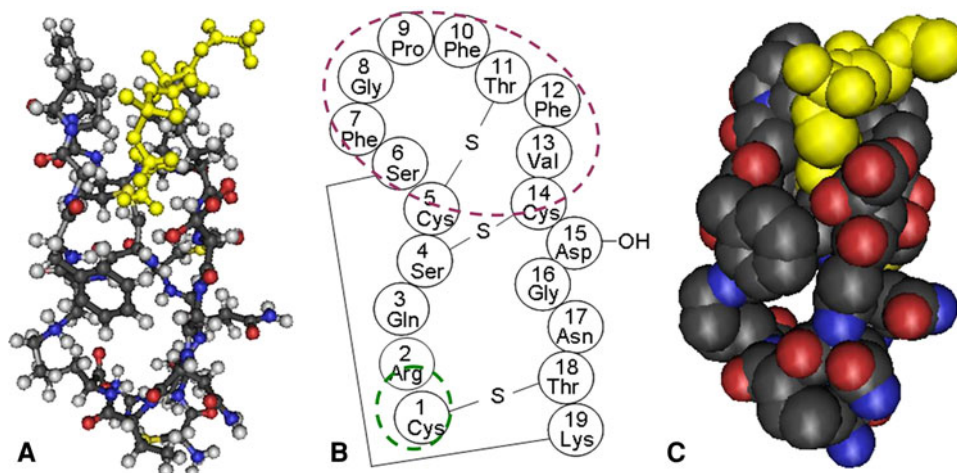 9
Pro
10
Phe
8
Gly
11
Thr
7
Phe
12
Phe
6
Ser
S
13
Val
5
Cys
14
Cys
4
Ser
S
15
Asp
OH
16
Gly
3
Gln
17
Asn
2
Arg
18
Thr
1
Cys
S
19
Lys
A
B
C